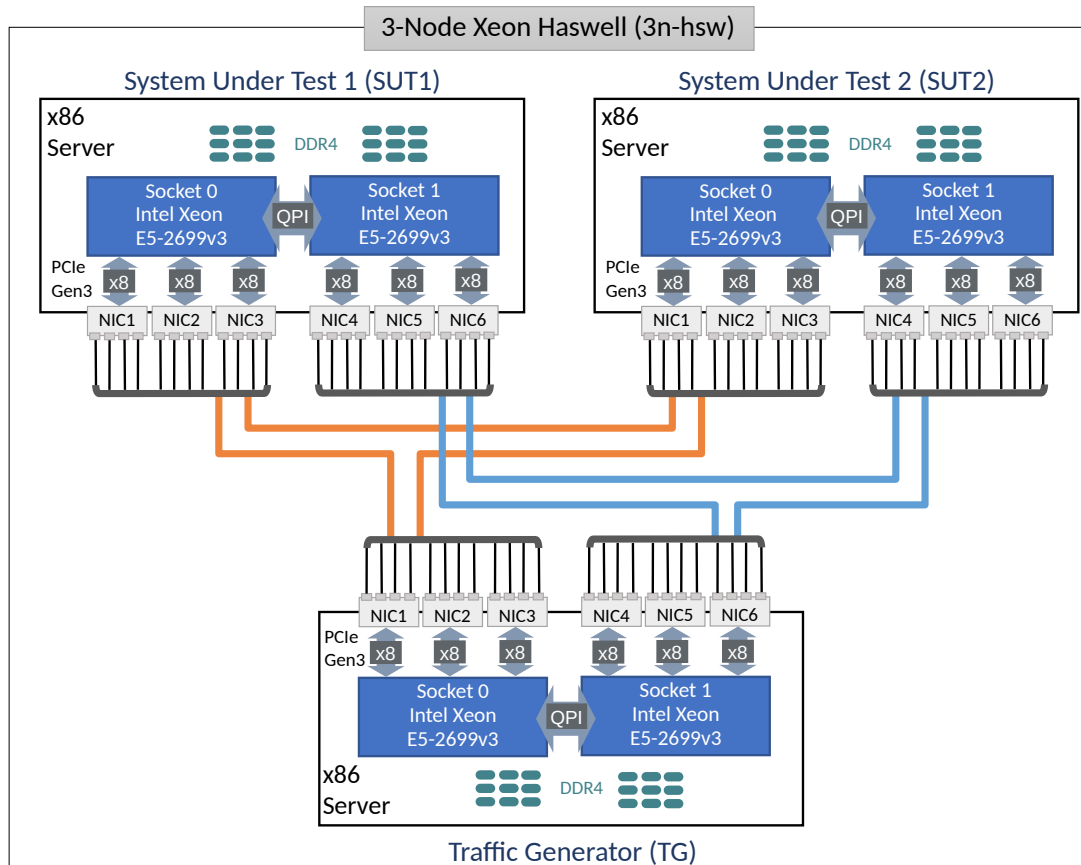 3-Node Xeon Haswell (3n-hsw)
System Under Test 1 (SUT1)
x86
Server
DDR4
Socket 0
Intel Xeon
E5-2699v3
QPI
Socket 1
Intel Xeon
E5-2699v3
PCIe
Gen3
x8
x8
x8
x8
x8
x8
NIC1
NIC2
NIC3
NIC4
NIC5
NIC6
System Under Test 2 (SUT2)
x86
Server
DDR4
Socket 0
Intel Xeon
E5-2699v3
QPI
Socket 1
Intel Xeon
E5-2699v3
PCIe
Gen3
x8
x8
x8
x8
x8
x8
NIC1
NIC2
NIC3
NIC4
NIC5
NIC6
NIC1
NIC2
NIC3
NIC4
NIC5
NIC6
PCIe
Gen3
x8
x8
x8
x8
x8
x8
Socket 0
Intel Xeon
E5-2699v3
QPI
Socket 1
Intel Xeon
E5-2699v3
x86
Server
DDR4
Traffic Generator (TG)